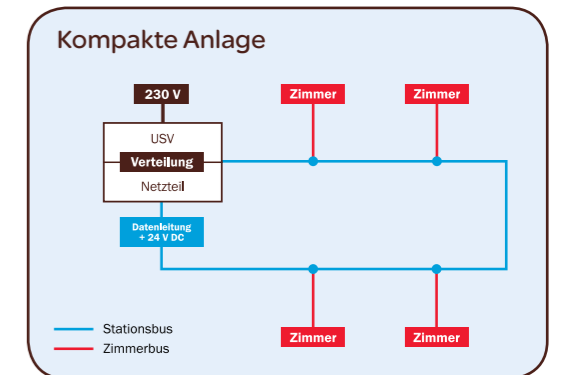 Kompakte Anlage
230 V
Zimmer
Zimmer
USV
Verteilung
Netzteil
Datenleitung
+ 24 V DC
Zimmer
Zimmer
Stationsbus
Zimmerbus